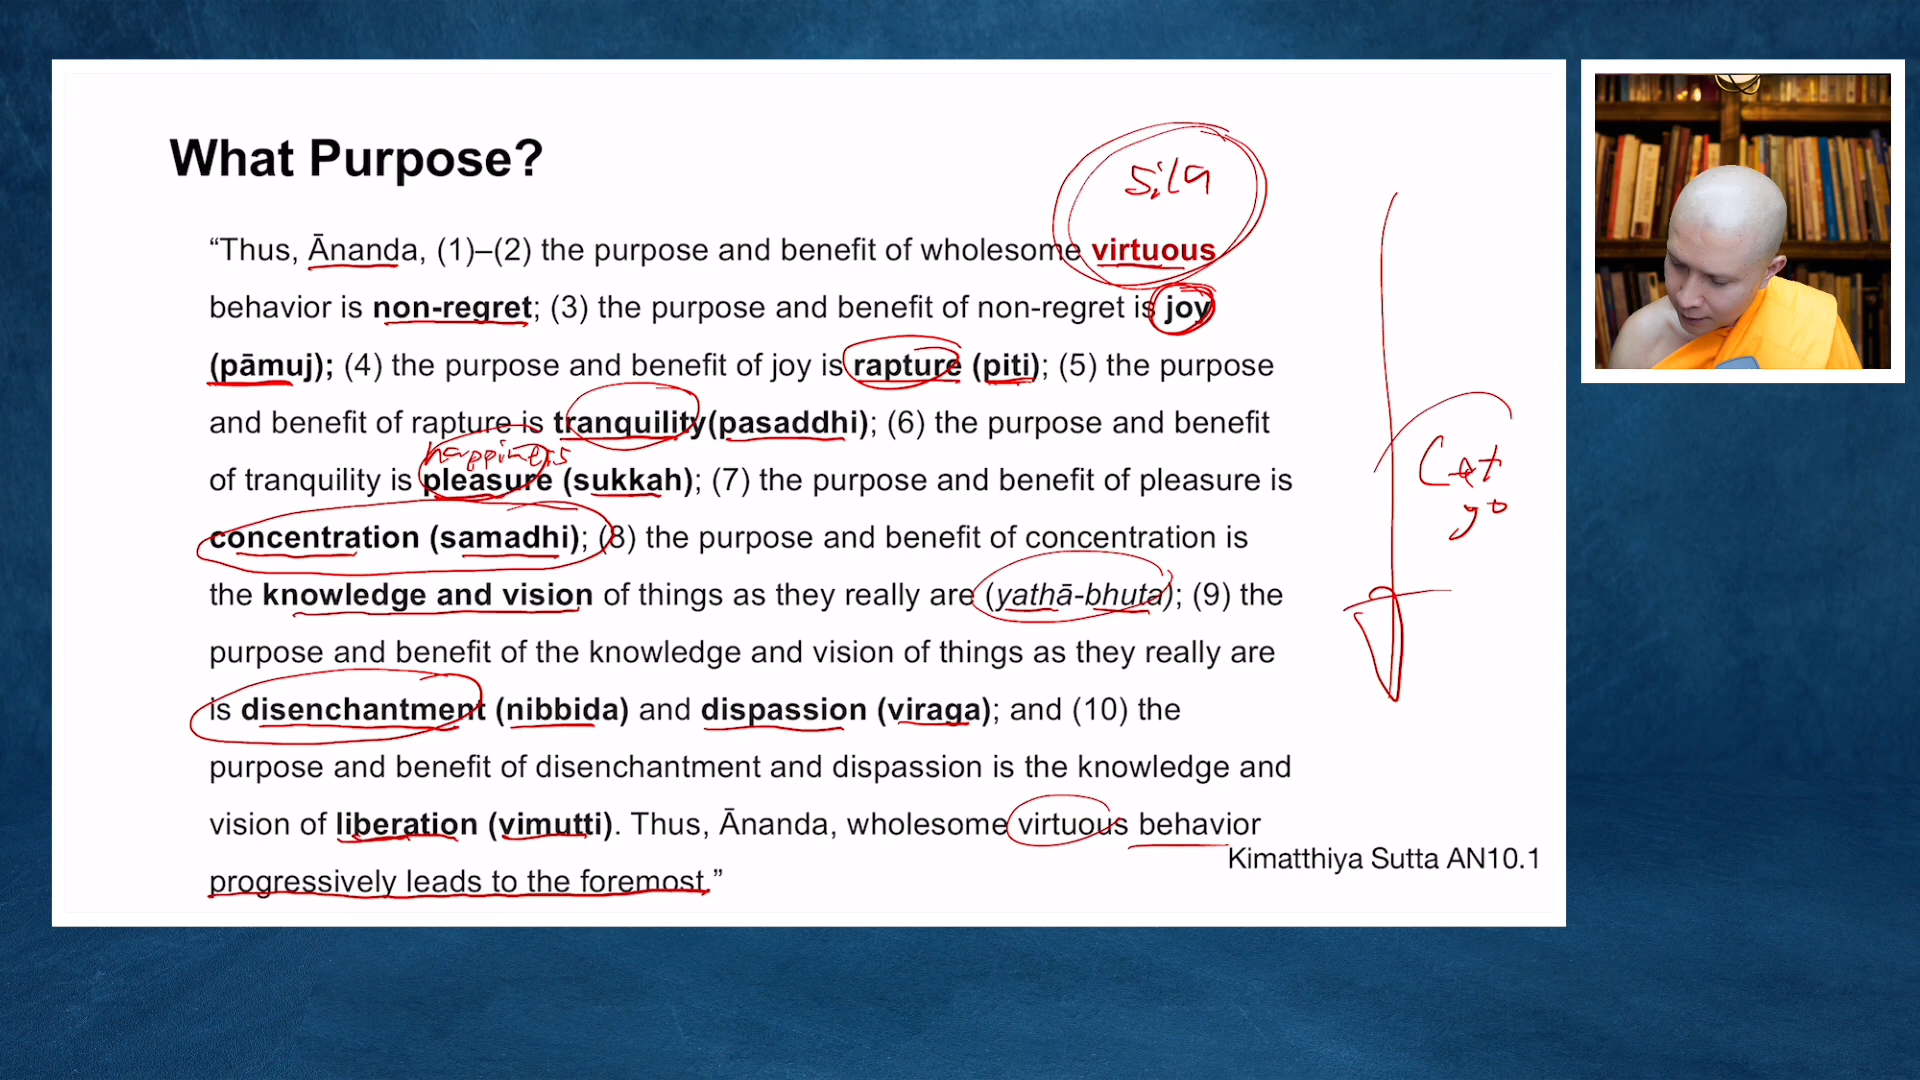 What Purpose?
sila
“Thus, Ānanda, (1)–(2) the purpose and benefit of wholesome virtuous
behavior is non-regret; (3) the purpose and benefit of non-regret is joy
(pāmuj); (4) the purpose and benefit of joy is rapture (piti); (5) the purpose
and benefit of rapture is tranquility(pasaddhi); (6) the purpose and benefit
happiness
of tranquility is pleasure (sukkah); (7) the purpose and benefit of pleasure is
Let
go
concentration (samadhi); (8) the purpose and benefit of concentration is
the knowledge and vision of things as they really are (yathā-bhuta); (9) the
purpose and benefit of the knowledge and vision of things as they really are
is disenchantment (nibbida) and dispassion (viraga); and (10) the
purpose and benefit of disenchantment and dispassion is the knowledge and
vision of liberation (vimutti). Thus, Ānanda, wholesome virtuous behavior
progressively leads to the foremost.”
Kimatthiya Sutta AN10.1